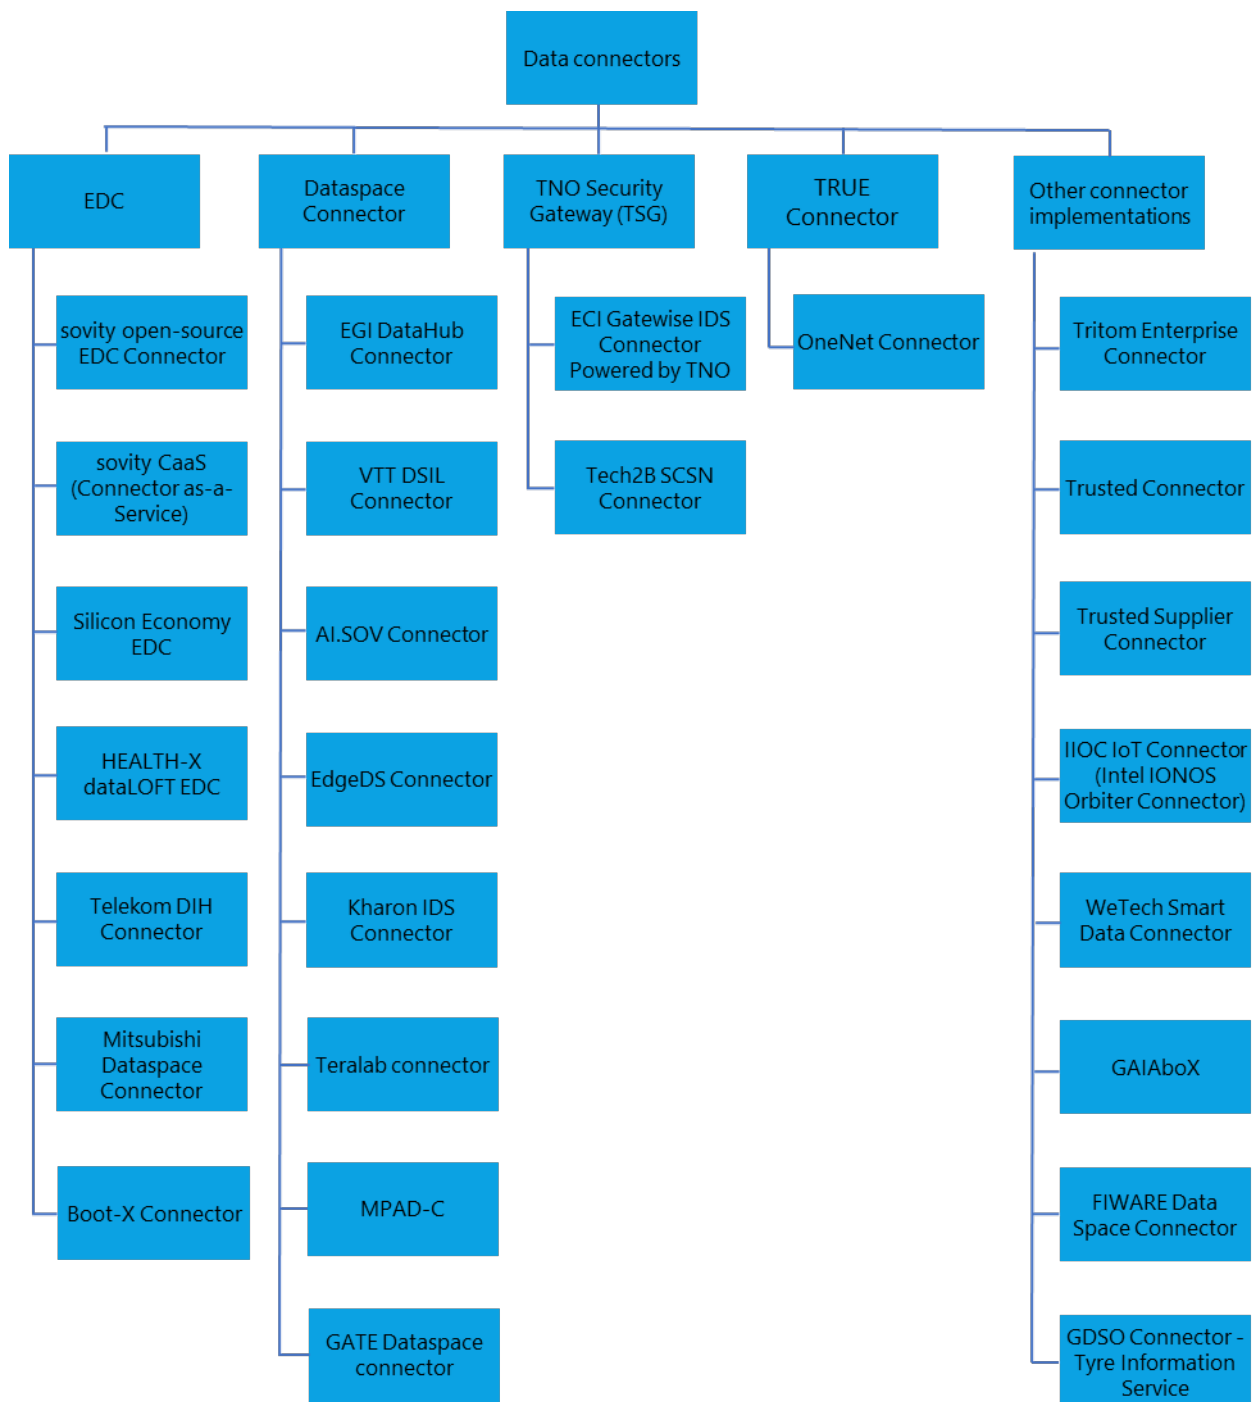 Data connectors
EDC
Dataspace
Connector
TNO Security
Gateway (TSG)
TRUE
Connector
Other connector
implementations
sovity open-source
EDC Connector
sovity CaaS
(Connector as-a-
Service)
Silicon Economy
EDC
HEALTH-X
dataLOFT EDC
Telekom DIH
Connector
Mitsubishi
Dataspace
Connector
Boot-X Connector
EGI DataHub
Connector
VTT DSIL
Connector
AI.SOV Connector
EdgeDS Connector
Kharon IDS
Connector
Teralab connector
MPAD-C
GATE Dataspace
connector
ECI Gatewise IDS
Connector
Powered by TNO
Tech2B SCSN
Connector
OneNet Connector
Tritom Enterprise
Connector
Trusted Connector
Trusted Supplier
Connector
IIOC IoT Connector
(Intel IONOS
Orbiter Connector)
WeTech Smart
Data Connector
GAIAboX
FIWARE Data
Space Connector
GDSO Connector -
Tyre Information
Service